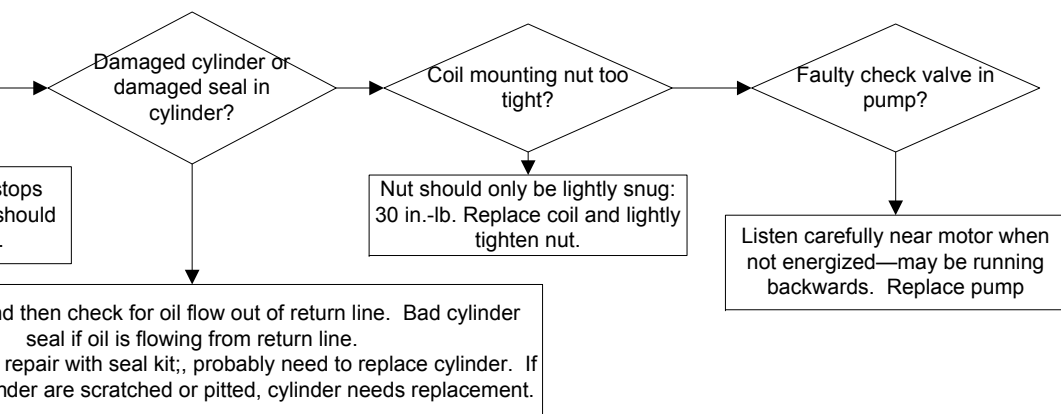 Damaged cylinder or
damaged seal in
cylinder?
Coil mounting nut too
tight?
Faulty check valve in
pump?
stops
should
.
Nut should only be lightly snug:
30 in.-lb. Replace coil and lightly
tighten nut.
Listen carefully near motor when
not energized—may be running
backwards.  Replace pump
then check for oil flow out of return line.  Bad cylinder
seal if oil is flowing from return line.
repair with seal kit;, probably need to replace cylinder.  If
are scratched or pitted, cylinder needs replacement.